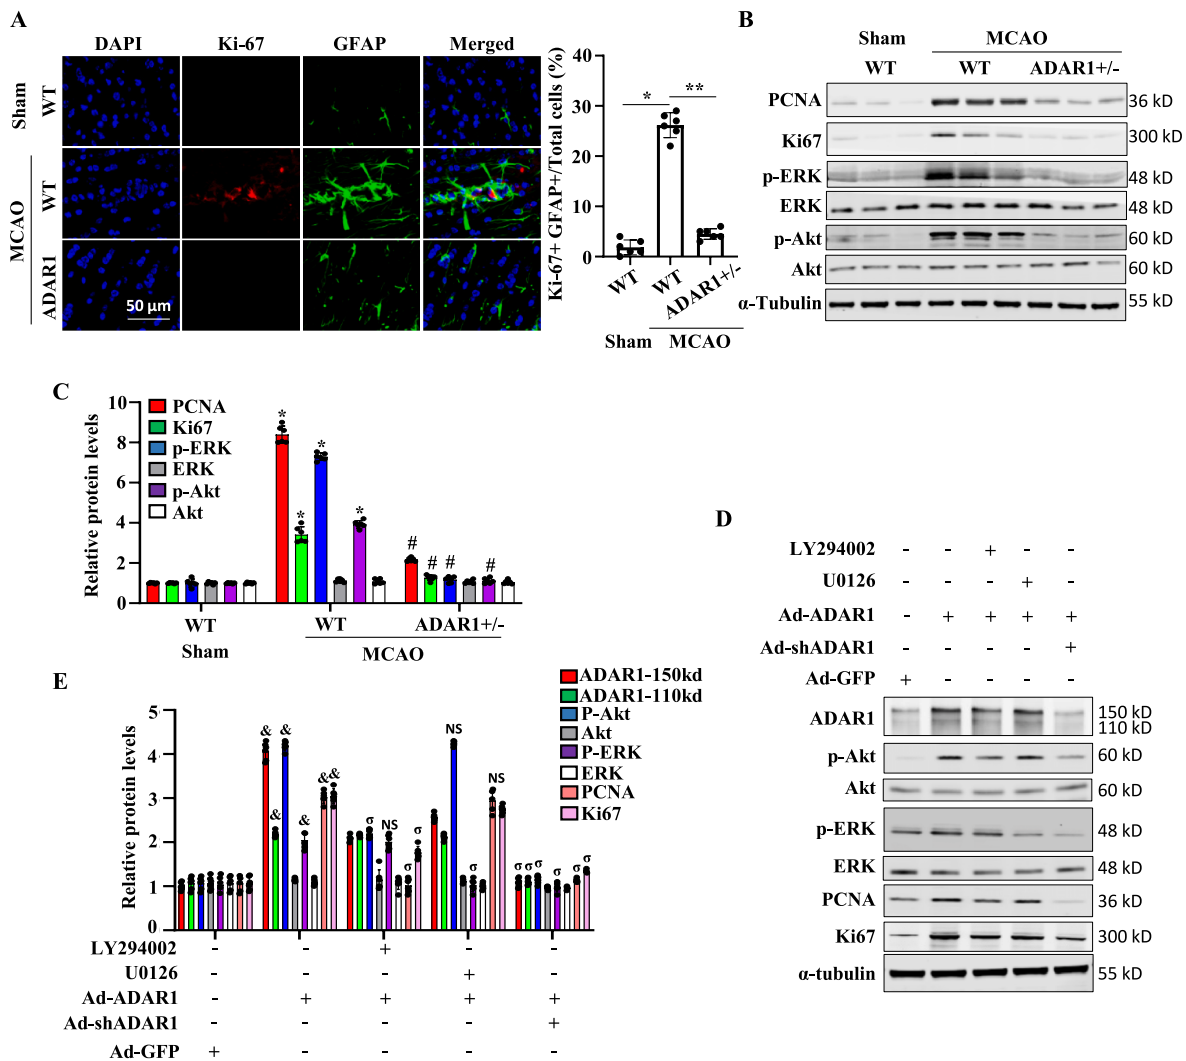 A
DAPI Ki-67 GFAP Merged
Sham
WT
MCAO
WT
ADAR1
50 µm
Ki-67+ GFAP+/Total cells (%)
40
30
20
10
0
* **
WT WT ADAR1+/-
Sham MCAO
B
Sham MCAO
WT WT ADAR1+/-
PCNA 36 kD
Ki67 300 kD
p-ERK 48 kD
ERK 48 kD
p-Akt 60 kD
Akt 60 kD
α-Tubulin 55 kD
C
Relative protein levels
10
8
6
4
2
0
PCNA
Ki67
p-ERK
ERK
p-Akt
Akt
* * * *
# # # #
WT WT ADAR1+/-
Sham MCAO
D
LY294002 - - + - -
U0126 - - - + -
Ad-ADAR1 - + + + +
Ad-shADAR1 - - - - +
Ad-GFP + - - - -
ADAR1 150 kD
110 kD
p-Akt 60 kD
Akt 60 kD
p-ERK 48 kD
ERK 48 kD
PCNA 36 kD
Ki67 300 kD
α-tubulin 55 kD
E
Relative protein levels
5
4
3
2
1
0
ADAR1-150kd
ADAR1-110kd
P-Akt
Akt
P-ERK
ERK
PCNA
Ki67
& & & & & & σ NS σ σ NS σ NS σ σ σ σ σ σ
LY294002 - - + - -
U0126 - - - + -
Ad-ADAR1 - + + + +
Ad-shADAR1 - - - - +
Ad-GFP + - - - -